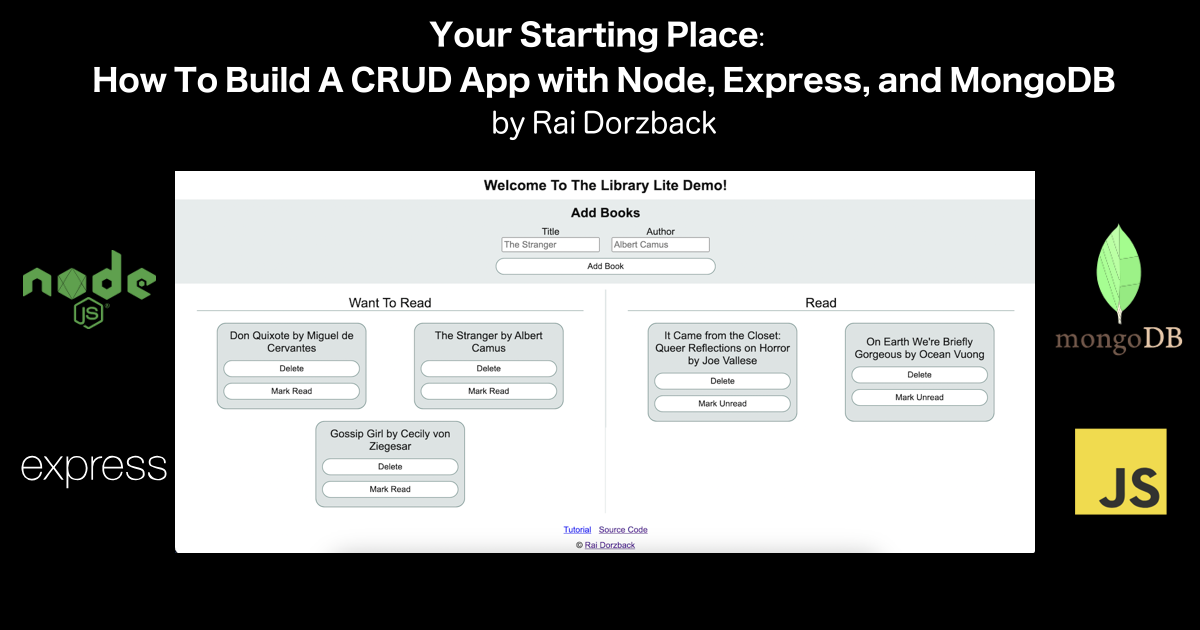 Your Starting Place:
How To Build A CRUD App with Node, Express, and MongoDB
by Rai Dorzback
Welcome To The Library Lite Demo!
Add Books
Title
Author
The Stranger
Albert Camus
Add Book
Want To Read
Don Quixote by Miguel de
Cervantes
Delete
Mark Read
The Stranger by Albert
Camus
Delete
Mark Read
Gossip Girl by Cecily von
Ziegesar
Delete
Mark Read
Read
It Came from the Closet:
Queer Reflections on Horror
by Joe Vallese
Delete
Mark Unread
On Earth We're Briefly
Gorgeous by Ocean Vuong
Delete
Mark Unread
Tutorial Source Code
© Rai Dorzback
node
JS®
express
mongoDB
JS